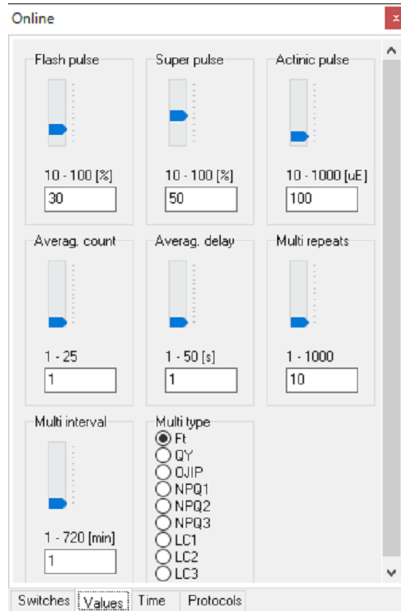 Online
Flash pulse
10 - 100 [%]
30
Super pulse
10 - 100 [%]
50
Actinic pulse
10 - 1000 [uE]
100
Averag. count
1 - 25
1
Averag. delay
1 - 50 [s]
1
Multi repeats
1 - 1000
10
Multi interval
1 - 720 [min]
1
Multi type
Ft
QY
OJIP
NPQ1
NPQ2
NPQ3
LC1
LC2
LC3
Switches Values Time Protocols